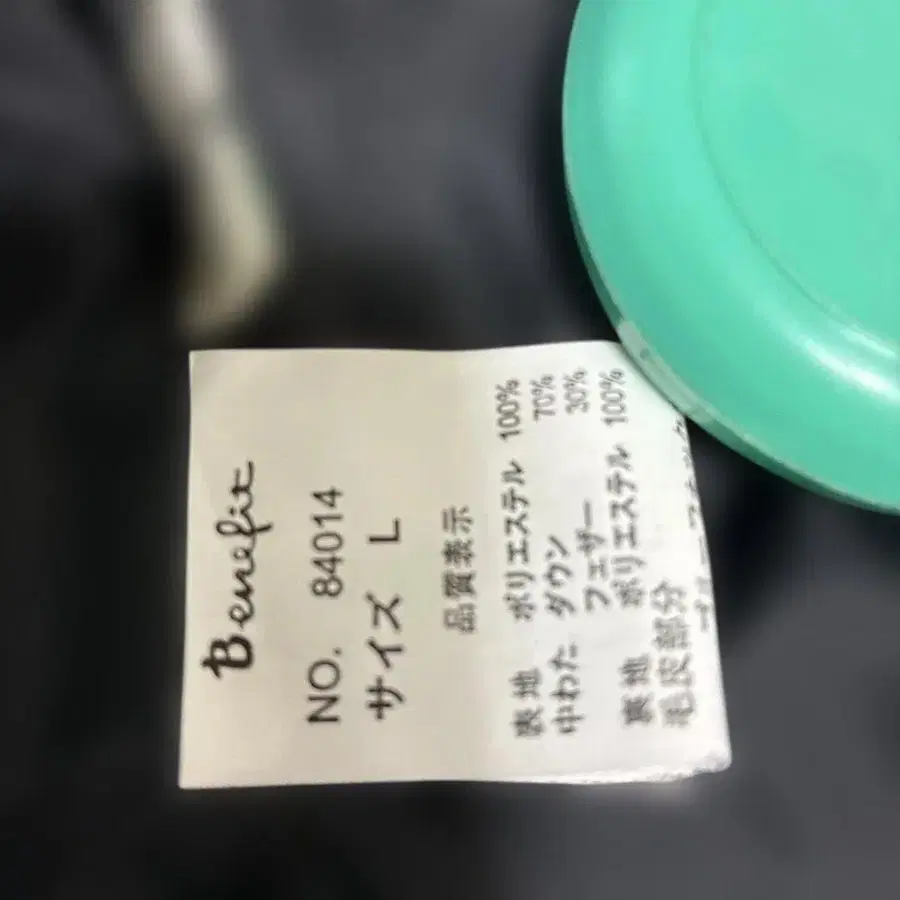 Benefit
NO. 84014
サイズ L
品質表示
表地 ポリエステル 100%
中わた ダウン 70%
フェザー 30%
裏地 ポリエステル 100%
毛皮部分